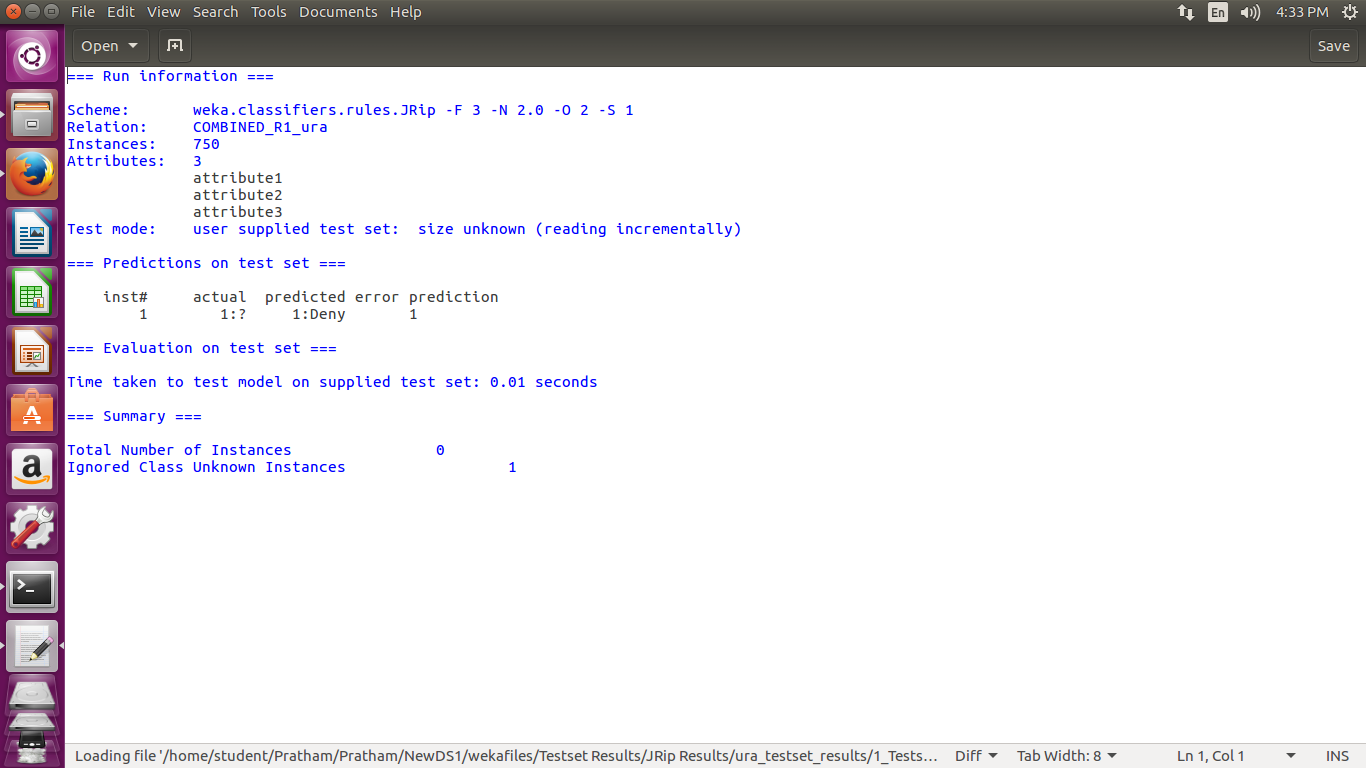 File Edit View Search Tools Documents Help En 4:33 PM
Open Save
=== Run information ===
Scheme: weka.classifiers.rules.JRip -F 3 -N 2.0 -O 2 -S 1
Relation: COMBINED_R1_ura
Instances: 750
Attributes: 3
attribute1
attribute2
attribute3
Test mode: user supplied test set: size unknown (reading incrementally)
=== Predictions on test set ===
inst# actual predicted error prediction
1 1:? 1:Deny 1
=== Evaluation on test set ===
Time taken to test model on supplied test set: 0.01 seconds
=== Summary ===
Total Number of Instances 0
Ignored Class Unknown Instances 1
Loading file '/home/student/Pratham/Pratham/NewDS1/wekafiles/Testset Results/JRip Results/ura_testset_results/1_Tests… Diff Tab Width: 8 Ln 1, Col 1 INS